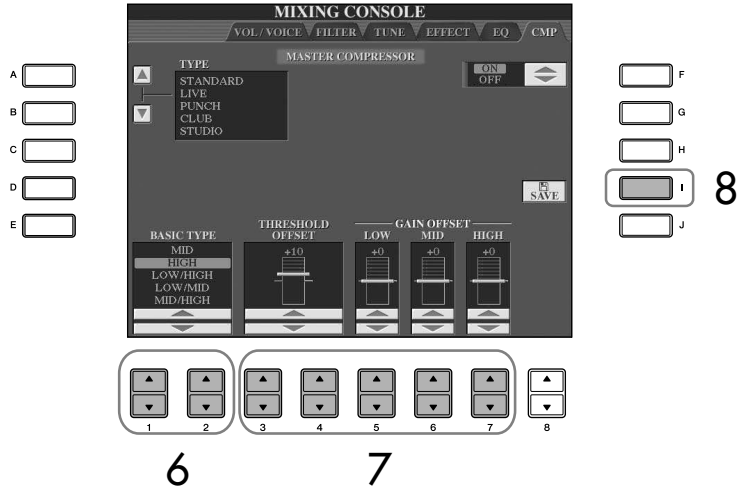 MIXING CONSOLE
VOL / VOICE FILTER TUNE EFFECT EQ CMP
MASTER COMPRESSOR
TYPE
STANDARD
LIVE
PUNCH
CLUB
STUDIO
ON
OFF
SAVE
BASIC TYPE
MID
HIGH
LOW/HIGH
LOW/MID
MID/HIGH
THRESHOLD
OFFSET
+10
GAIN OFFSET
LOW MID HIGH
+0 +0 +0
A
B
C
D
E
F
G
H
I
J
8
1 2 3 4 5 6 7 8
6 7